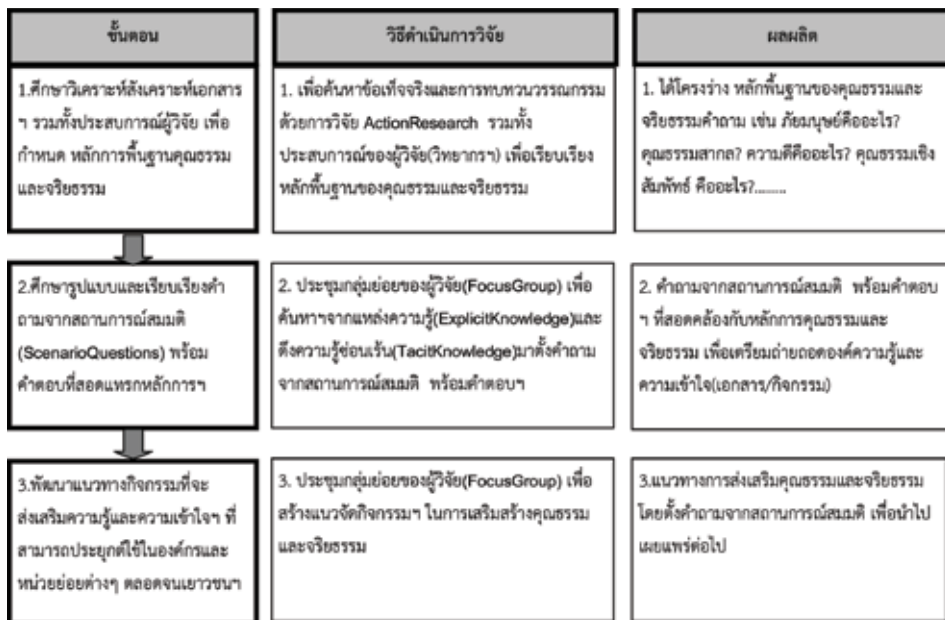 ขั้นตอน
วิธีดำเนินการวิจัย
ผลผลิต
1.ศึกษาวิเคราะห์สังเคราะห์เอกสาร
ฯ รวมทั้งประสบการณ์ผู้วิจัย เพื่อ
กำหนด หลักการพื้นฐานคุณธรรม
และจริยธรรม
1. เพื่อค้นหาข้อเท็จจริงและการทบทวนวรรณกรรม
ด้วยการวิจัย ActionResearch รวมทั้ง
ประสบการณ์ของผู้วิจัย(วิทยากรฯ) เพื่อเรียบเรียง
หลักพื้นฐานของคุณธรรมและจริยธรรม
1. ได้โครงร่าง หลักพื้นฐานของคุณธรรมและ
จริยธรรมคำถาม เช่น ภัยมนุษย์คืออะไร?
คุณธรรมสากล? ความดีคืออะไร? คุณธรรมเชิง
สัมพัทธ์ คืออะไร?........
2.ศึกษารูปแบบและเรียบเรียงคำ
ถามจากสถานการณ์สมมติ
(ScenarioQuestions) พร้อม
คำตอบที่สอดแทรกหลักการฯ
2. ประชุมกลุ่มย่อยของผู้วิจัย(FocusGroup) เพื่อ
ค้นหาฯจากแหล่งความรู้(ExplicitKnowledge)และ
ดึงความรู้ซ่อนเร้น(TacitKnowledge)มาตั้งคำถาม
จากสถานการณ์สมมติ พร้อมคำตอบฯ
2. คำถามจากสถานการณ์สมมติ พร้อมคำตอบ
ฯ ที่สอดคล้องกับหลักการคุณธรรมและ
จริยธรรม เพื่อเตรียมถ่ายถอดองค์ความรู้และ
ความเข้าใจ(เอกสาร/กิจกรรม)
3.พัฒนาแนวทางกิจกรรมที่จะ
ส่งเสริมความรู้และความเข้าใจฯ ที่
สามารถประยุกต์ใช้ในองค์กรและ
หน่วยย่อยต่างๆ ตลอดจนเยาวชนฯ
3. ประชุมกลุ่มย่อยของผู้วิจัย(FocusGroup) เพื่อ
สร้างแนวจัดกิจกรรมฯ ในการเสริมสร้างคุณธรรม
และจริยธรรม
3.แนวทางการส่งเสริมคุณธรรมและจริยธรรม
โดยตั้งคำถามจากสถานการณ์สมมติ เพื่อนำไป
เผยแพร่ต่อไป